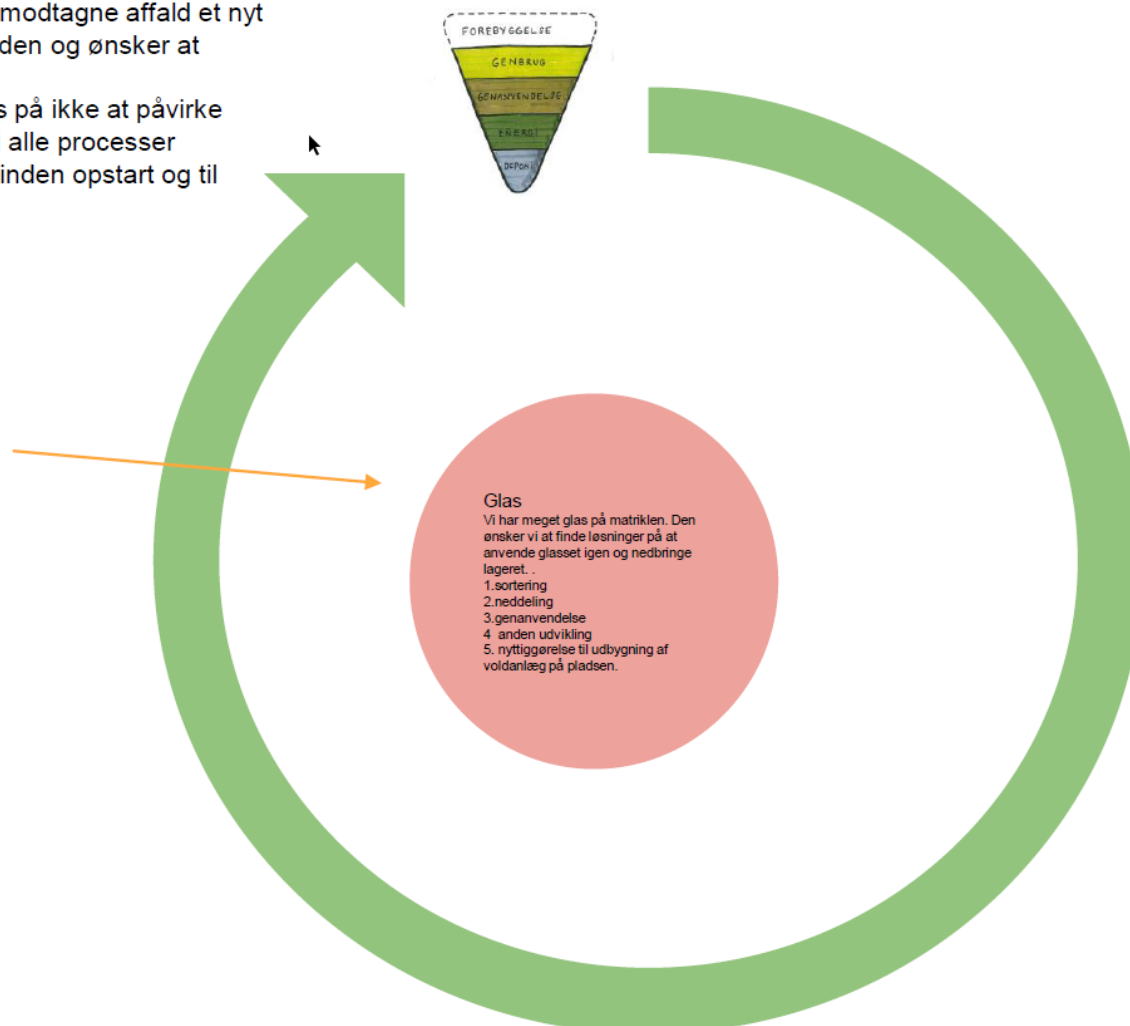 modtagne affald et nyt
den og ønsker at
s på ikke at påvirke
alle processer
inden opstart og til
FOREBYGGELSE
GENBRUG
GENANVENDELSE
ENERGI
DEPONI
Glas
Vi har meget glas på matriklen. Den
ønsker vi at finde løsninger på at
anvende glasset igen og nedbringe
lageret. .
1.sortering
2.neddeling
3.genanvendelse
4 anden udvikling
5. nyttiggørelse til udbygning af
voldanlæg på pladsen.